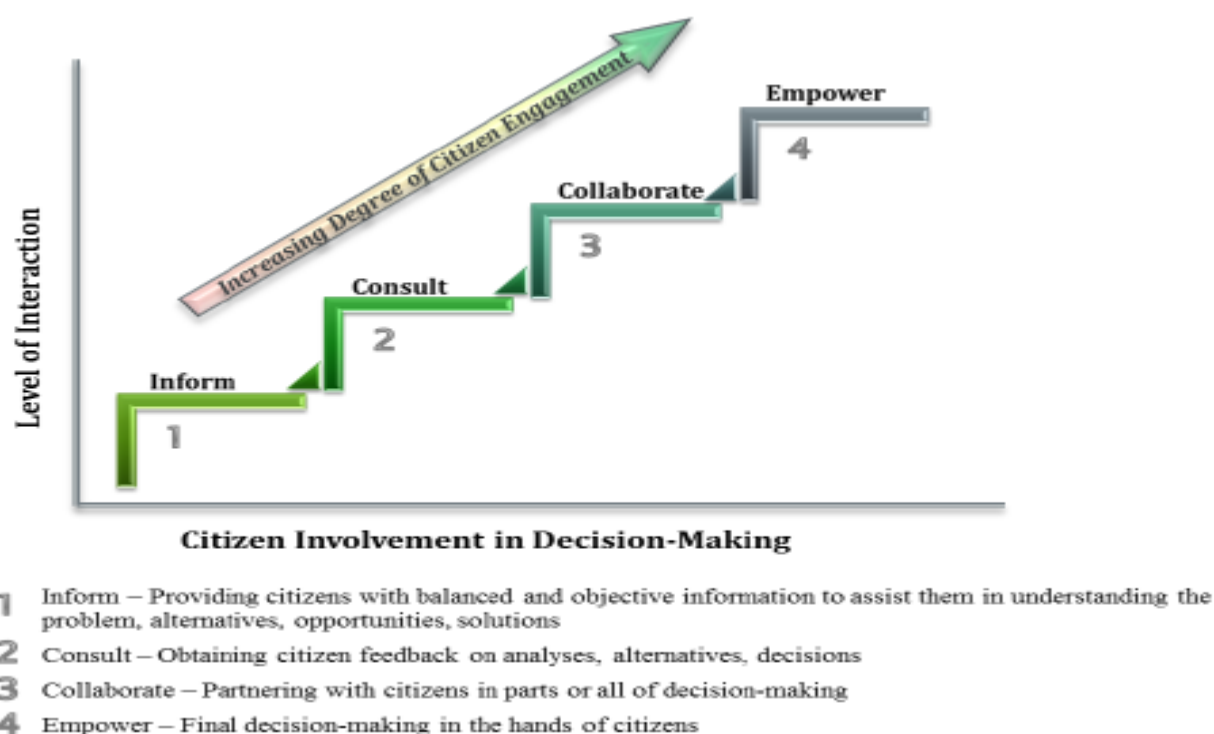 Increasing Degree of Citizen Engagement
Empower
4
Collaborate
3
Consult
2
Inform
1
Level of Interaction
Citizen Involvement in Decision-Making
1 Inform – Providing citizens with balanced and objective information to assist them in understanding the
problem, alternatives, opportunities, solutions
2 Consult – Obtaining citizen feedback on analyses, alternatives, decisions
3 Collaborate – Partnering with citizens in parts or all of decision-making
4 Empower – Final decision-making in the hands of citizens